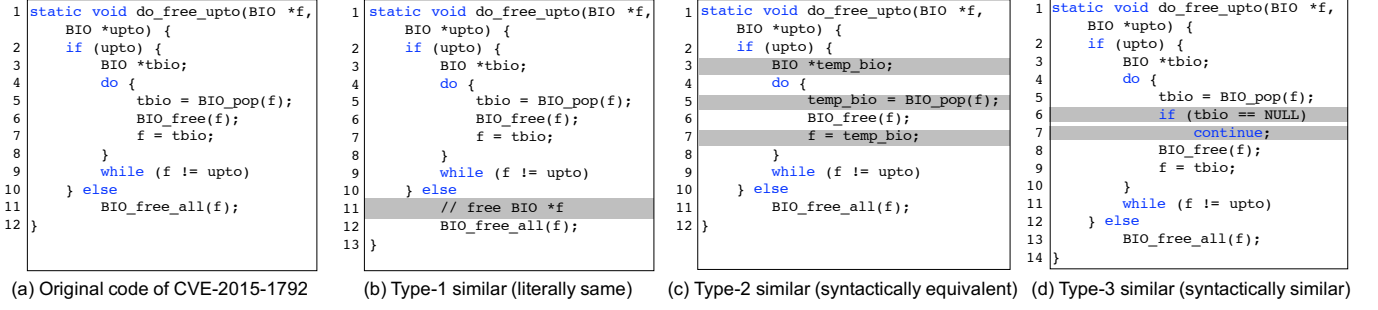 1 static void do_free_upto(BIO *f,
BIO *upto) {
2 if (upto) {
3 BIO *tbio;
4 do {
5 tbio = BIO_pop(f);
6 BIO_free(f);
7 f = tbio;
8 }
9 while (f != upto)
10 } else
11 BIO_free_all(f);
12 }
(a) Original code of CVE-2015-1792
1 static void do_free_upto(BIO *f,
BIO *upto) {
2 if (upto) {
3 BIO *tbio;
4 do {
5 tbio = BIO_pop(f);
6 BIO_free(f);
7 f = tbio;
8 }
9 while (f != upto)
10 } else
11 // free BIO *f
12 BIO_free_all(f);
13 }
(b) Type-1 similar (literally same)
1 static void do_free_upto(BIO *f,
BIO *upto) {
2 if (upto) {
3 BIO *temp_bio;
4 do {
5 temp_bio = BIO_pop(f);
6 BIO_free(f);
7 f = temp_bio;
8 }
9 while (f != upto)
10 } else
11 BIO_free_all(f);
12 }
(c) Type-2 similar (syntactically equivalent)
1 static void do_free_upto(BIO *f,
BIO *upto) {
2 if (upto) {
3 BIO *tbio;
4 do {
5 tbio = BIO_pop(f);
6 if (tbio == NULL)
7 continue;
8 BIO_free(f);
9 f = tbio;
10 }
11 while (f != upto)
12 } else
13 BIO_free_all(f);
14 }
(d) Type-3 similar (syntactically similar)